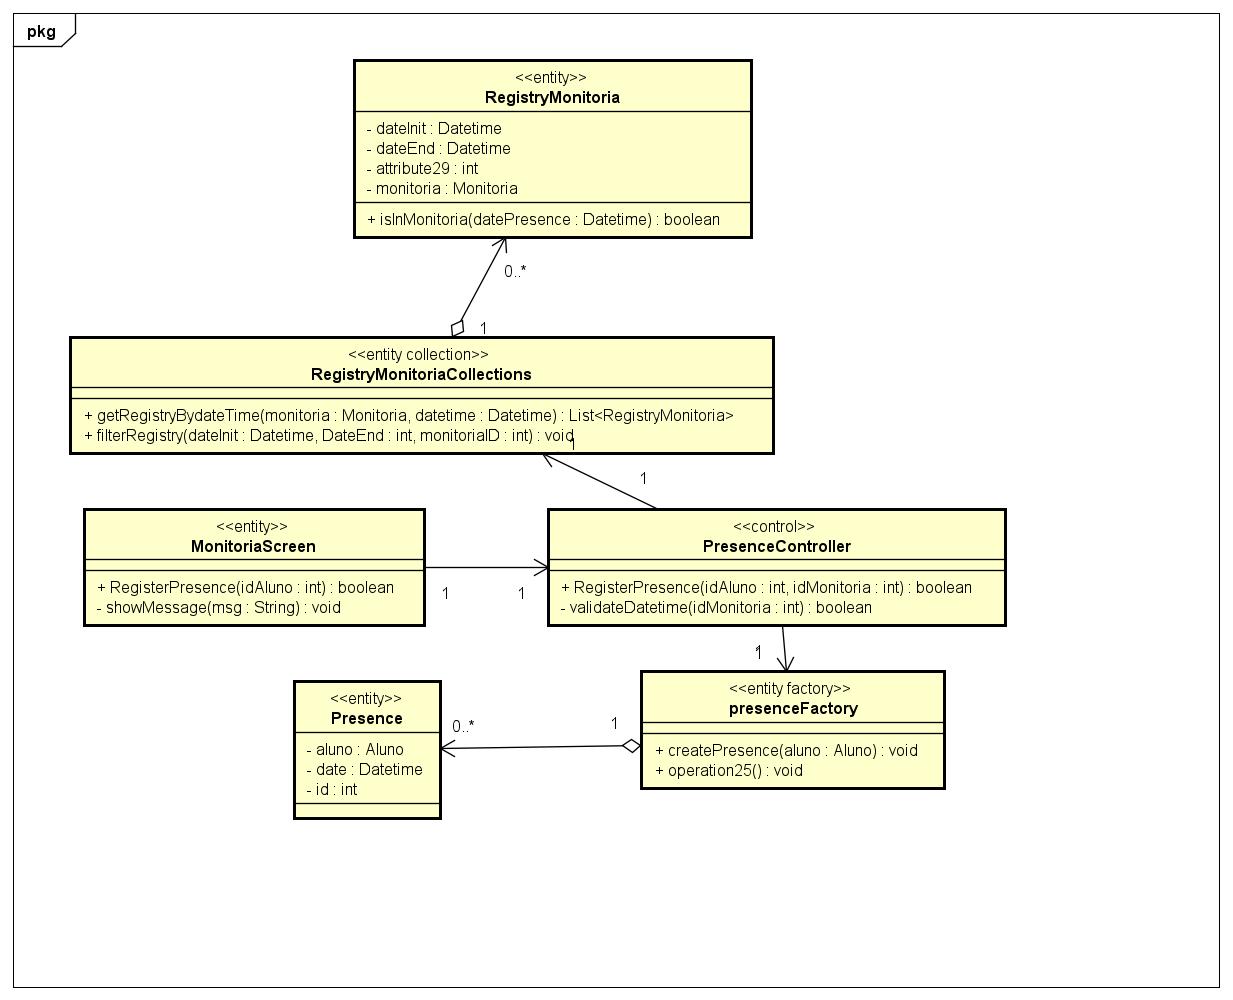 pkg
<<entity>>
RegistryMonitoria
- dateInit : Datetime
- dateEnd : Datetime
- attribute29 : int
- monitoria : Monitoria
+ isInMonitoria(datePresence : Datetime) : boolean
0..*
1
<<entity collection>>
RegistryMonitoriaCollections
+ getRegistryBydateTime(monitoria : Monitoria, datetime : Datetime) : List<RegistryMonitoria>
+ filterRegistry(dateInit : Datetime, DateEnd : int, monitoriaID : int) : void
1
1
<<entity>>
MonitoriaScreen
+ RegisterPresence(idAluno : int) : boolean
- showMessage(msg : String) : void
1
1
<<control>>
PresenceController
+ RegisterPresence(idAluno : int, idMonitoria : int) : boolean
- validateDatetime(idMonitoria : int) : boolean
1
<<entity>>
Presence
- aluno : Aluno
- date : Datetime
- id : int
0..*
1
<<entity factory>>
presenceFactory
+ createPresence(aluno : Aluno) : void
+ operation25() : void